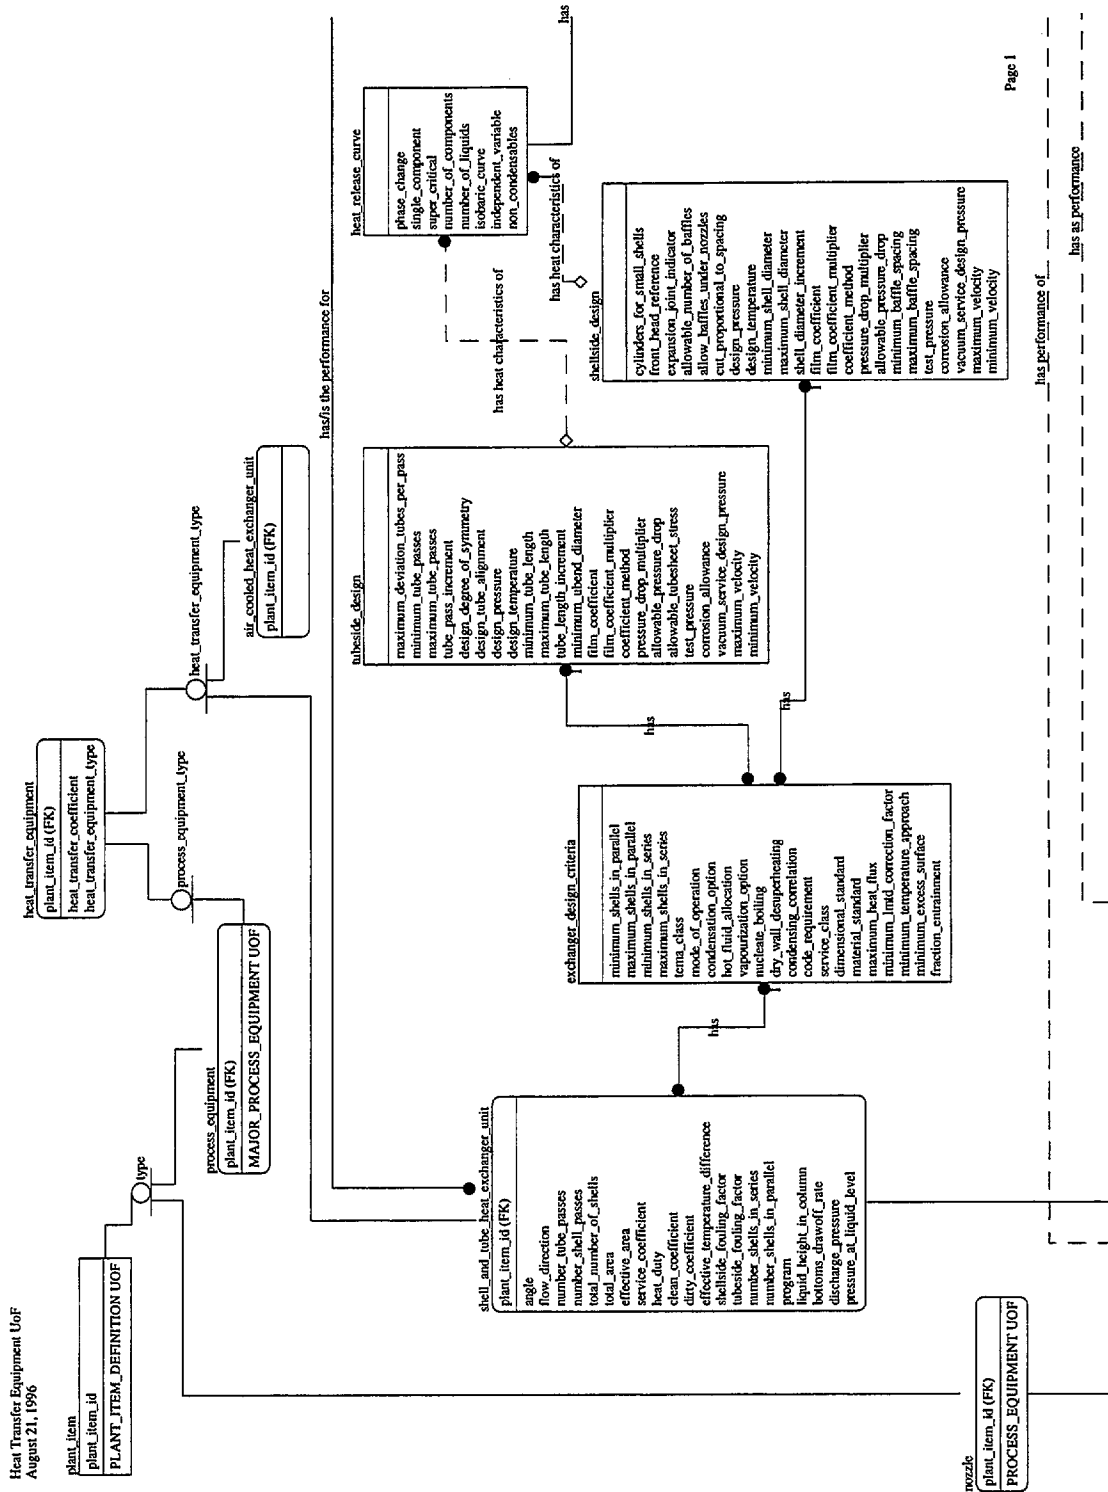 Heat Transfer Equipment UoF
August 21, 1996
plant_item
plant_item_id
PLANT_ITEM_DEFINITION UOF
type
process_equipment
plant_item_id (FK)
MAJOR_PROCESS_EQUIPMENT UOF
heat_transfer_equipment
plant_item_id (FK)
heat_transfer_coefficient
heat_transfer_equipment_type
process_equipment_type
heat_transfer_equipment_type
air_cooled_heat_exchanger_unit
plant_item_id (FK)
has/is the performance for
shell_and_tube_heat_exchanger_unit
plant_item_id (FK)
angle
flow_direction
number_tube_passes
number_shell_passes
total_number_of_shells
total_area
effective_area
service_coefficient
heat_duty
clean_coefficient
dirty_coefficient
effective_temperature_difference
shellside_fouling_factor
tubeside_fouling_factor
number_shells_in_series
number_shells_in_parallel
program
liquid_height_in_column
bottoms_drawoff_rate
discharge_pressure
pressure_at_liquid_level
has
exchanger_design_criteria
minimum_shells_in_parallel
maximum_shells_in_parallel
minimum_shells_in_series
maximum_shells_in_series
tema_class
mode_of_operation
condensation_option
hot_fluid_allocation
vapourization_option
nucleate_boiling
dry_wall_desuperheating
condensing_correlation
code_requirement
service_class
dimensional_standard
material_standard
maximum_heat_flux
minimum_lmtd_correction_factor
minimum_temperature_approach
minimum_excess_surface
fraction_entrainment
has
has
tubeside_design
maximum_deviation_tubes_per_pass
minimum_tube_passes
maximum_tube_passes
tube_pass_increment
design_degree_of_symmetry
design_tube_alignment
design_pressure
design_temperature
minimum_tube_length
maximum_tube_length
tube_length_increment
minimum_ubend_diameter
film_coefficient
film_coefficient_multiplier
coefficient_method
pressure_drop_multiplier
allowable_pressure_drop
allowable_tubesheet_stress
test_pressure
corrosion_allowance
vacuum_service_design_pressure
maximum_velocity
minimum_velocity
has heat characteristics of
heat_release_curve
phase_change
single_component
super_critical
number_of_components
number_of_liquids
isobaric_curve
independent_variable
non_condensables
has
has heat characteristics of
shellside_design
cylinders_for_small_shells
front_head_reference
expansion_joint_indicator
allowable_number_of_baffles
allow_baffles_under_nozzles
cut_proportional_to_spacing
design_pressure
design_temperature
minimum_shell_diameter
maximum_shell_diameter
shell_diameter_increment
film_coefficient
film_coefficient_multiplier
coefficient_method
pressure_drop_multiplier
allowable_pressure_drop
minimum_baffle_spacing
maximum_baffle_spacing
test_pressure
corrosion_allowance
vacuum_service_design_pressure
maximum_velocity
minimum_velocity
nozzle
plant_item_id (FK)
PROCESS_EQUIPMENT UOF
has performance of
has as performance
Page 1